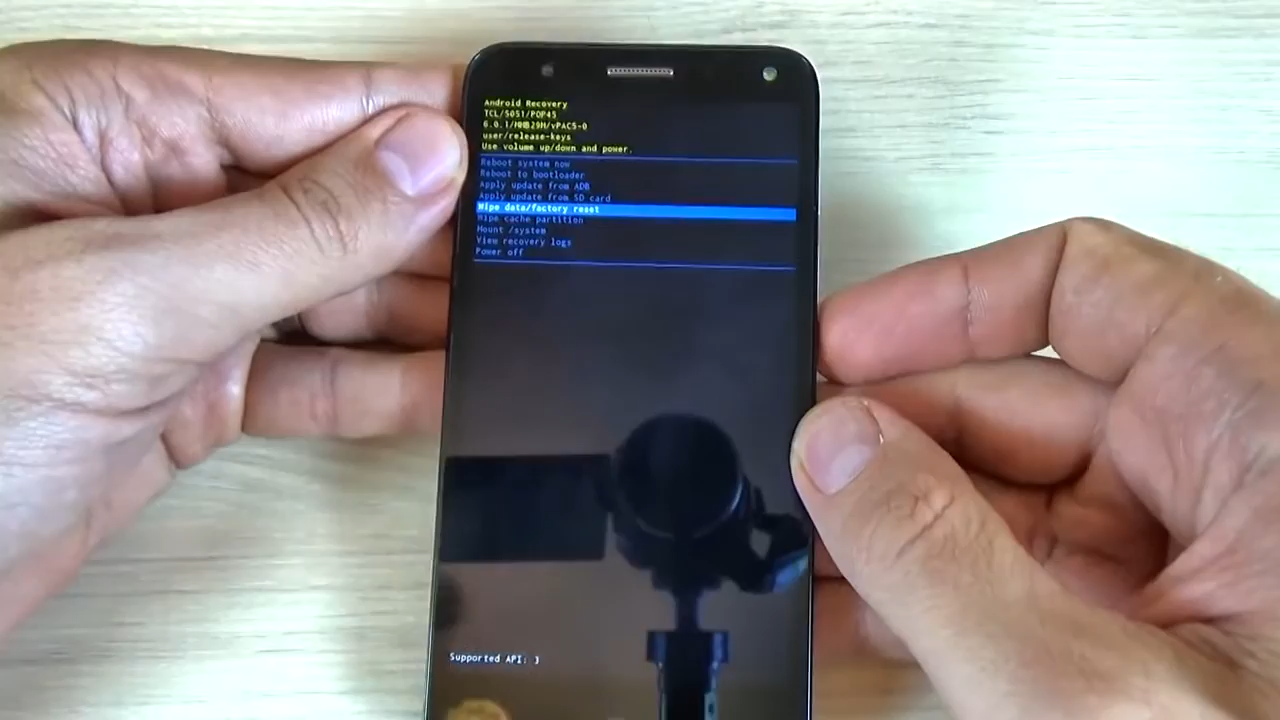 Android Recovery
TCL/5051/POP45
6.0.1/MMB29M/vPAC5-0
user/release-keys
Use volume up/down and power.
Reboot system now
Reboot to bootloader
Apply update from ADB
Apply update from SD card
Wipe data/factory reset
Wipe cache partition
Mount /system
View recovery logs
Power off
Supported API: 3